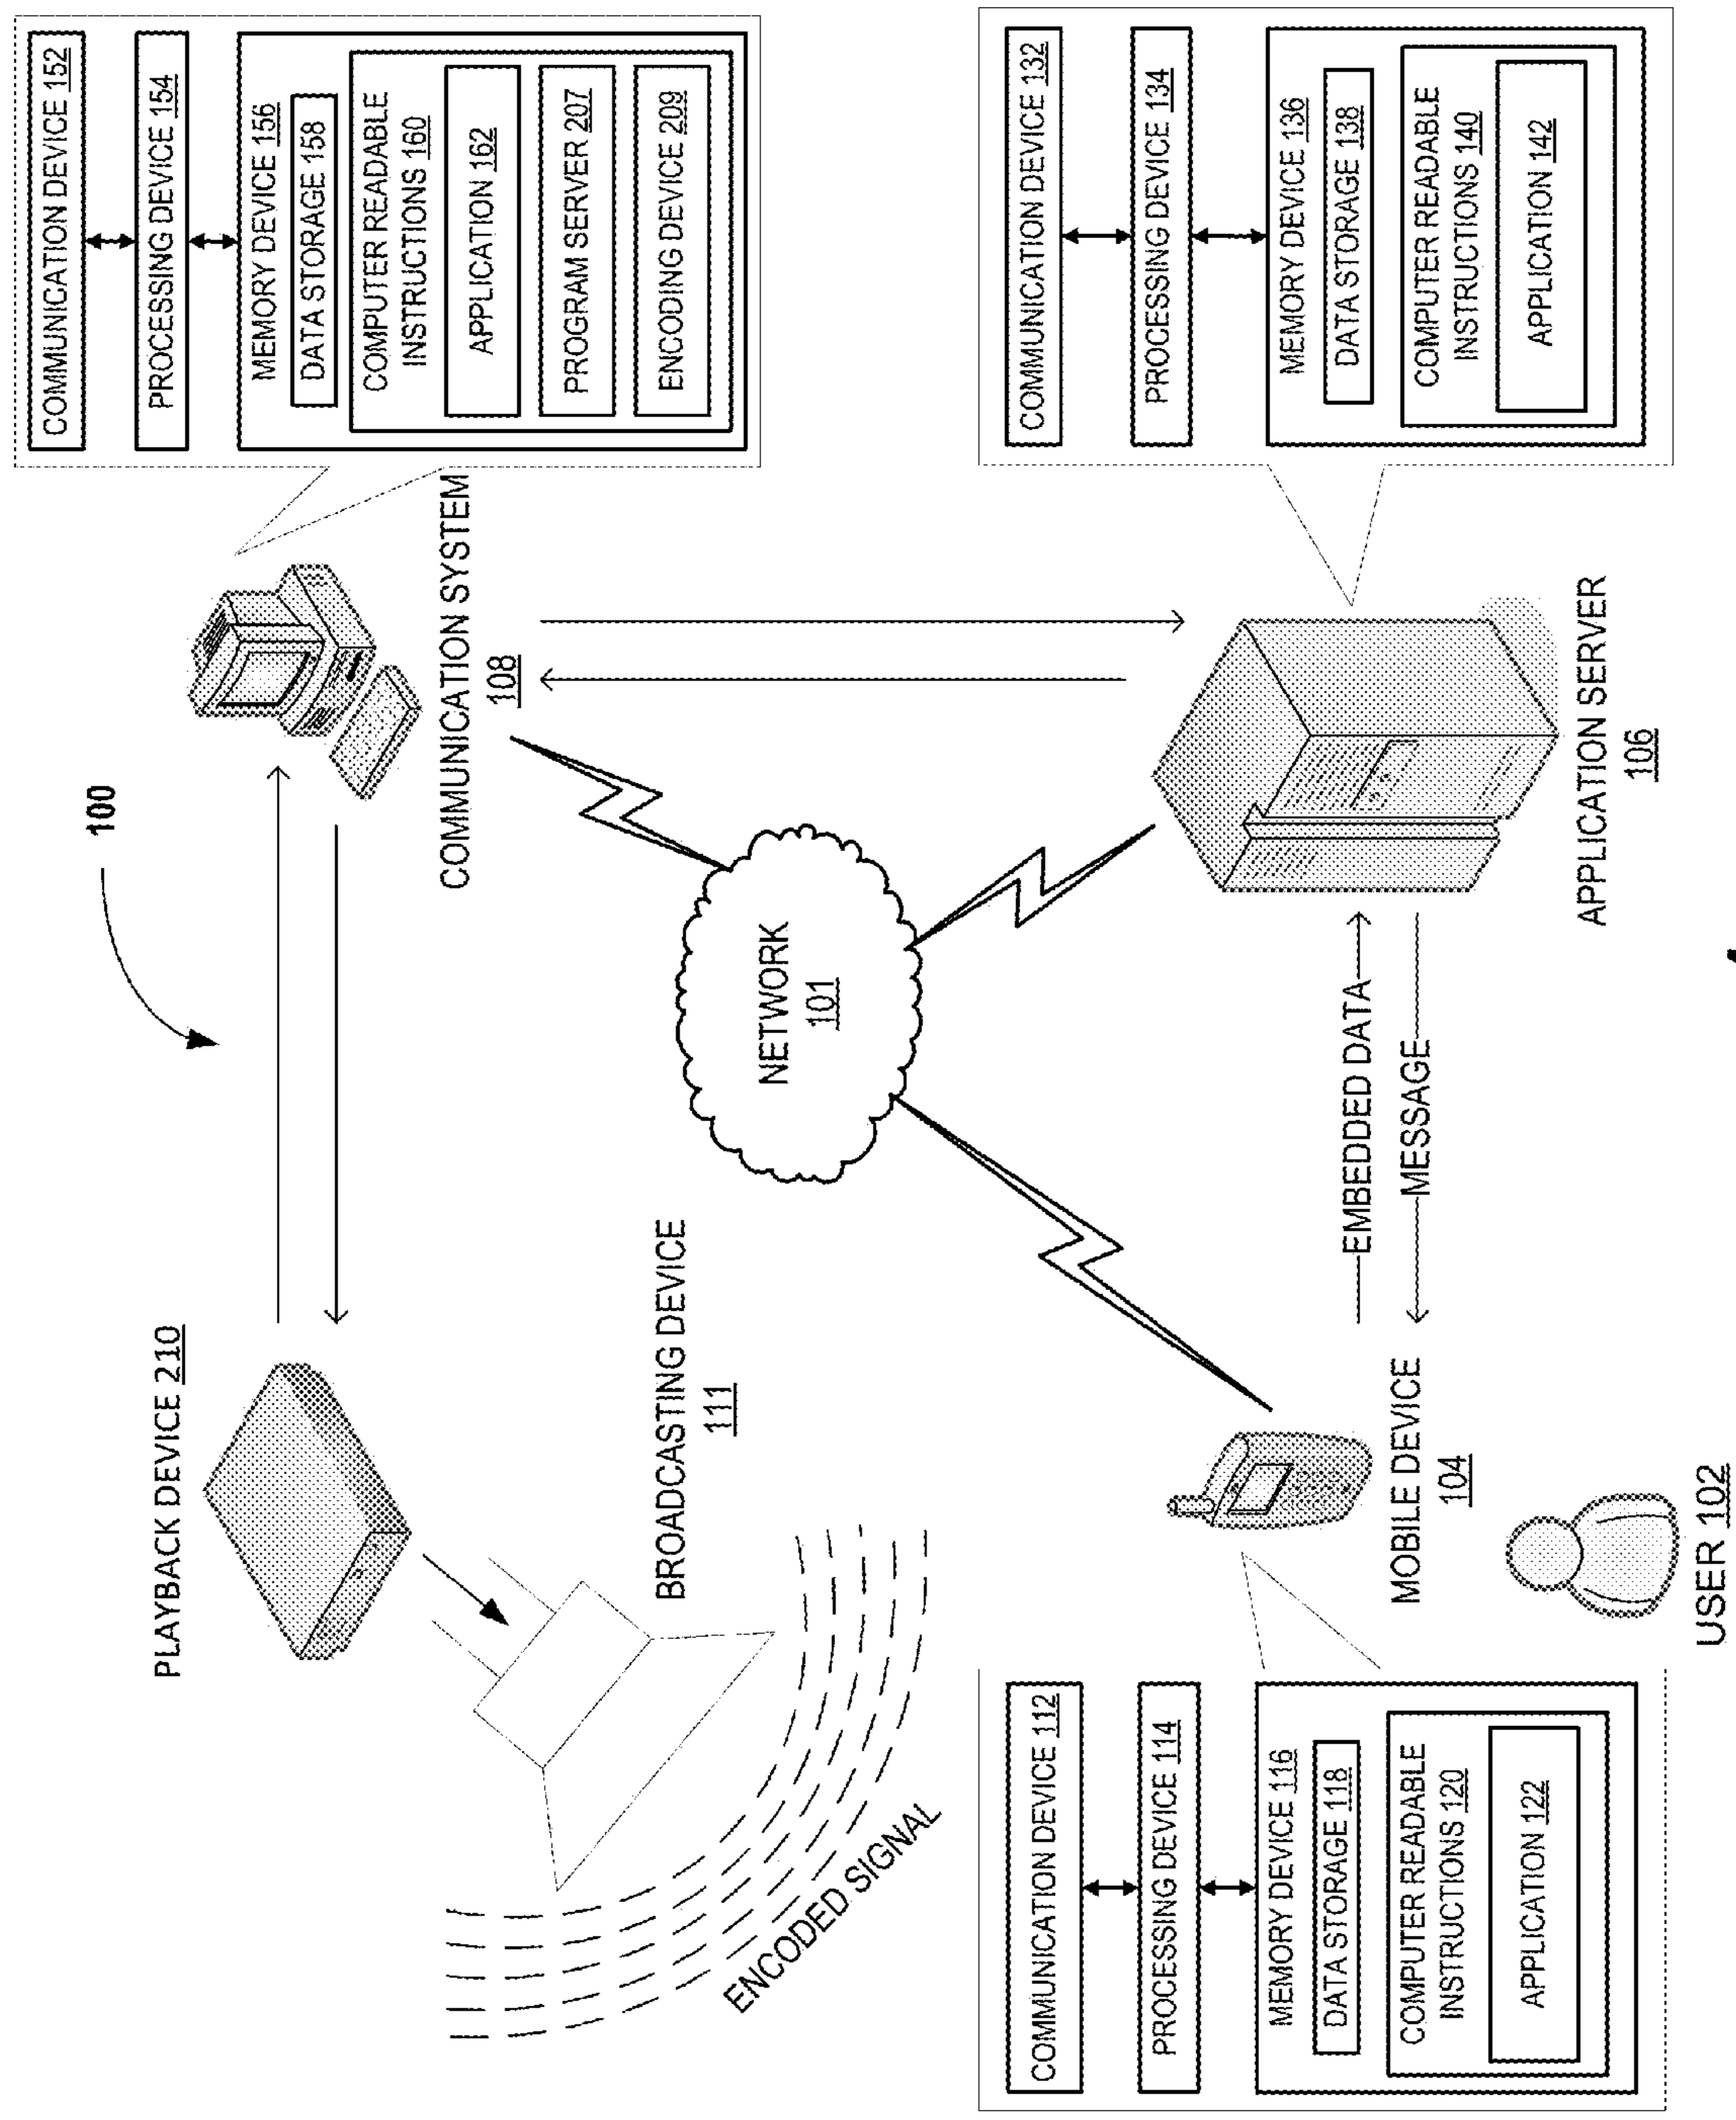 100
PLAYBACK DEVICE 210
BROADCASTING DEVICE
111
ENCODED SIGNAL
COMMUNICATION SYSTEM
108
COMMUNICATION DEVICE 152
PROCESSING DEVICE 154
MEMORY DEVICE 156
DATA STORAGE 158
COMPUTER READABLE
INSTRUCTIONS 160
APPLICATION 162
PROGRAM SERVER 207
ENCODING DEVICE 209
NETWORK
101
COMMUNICATION DEVICE 112
PROCESSING DEVICE 114
MEMORY DEVICE 116
DATA STORAGE 118
COMPUTER READABLE
INSTRUCTIONS 120
APPLICATION 122
MOBILE DEVICE
104
USER 102
EMBEDDED DATA
MESSAGE
APPLICATION SERVER
106
COMMUNICATION DEVICE 132
PROCESSING DEVICE 134
MEMORY DEVICE 136
DATA STORAGE 138
COMPUTER READABLE
INSTRUCTIONS 140
APPLICATION 142